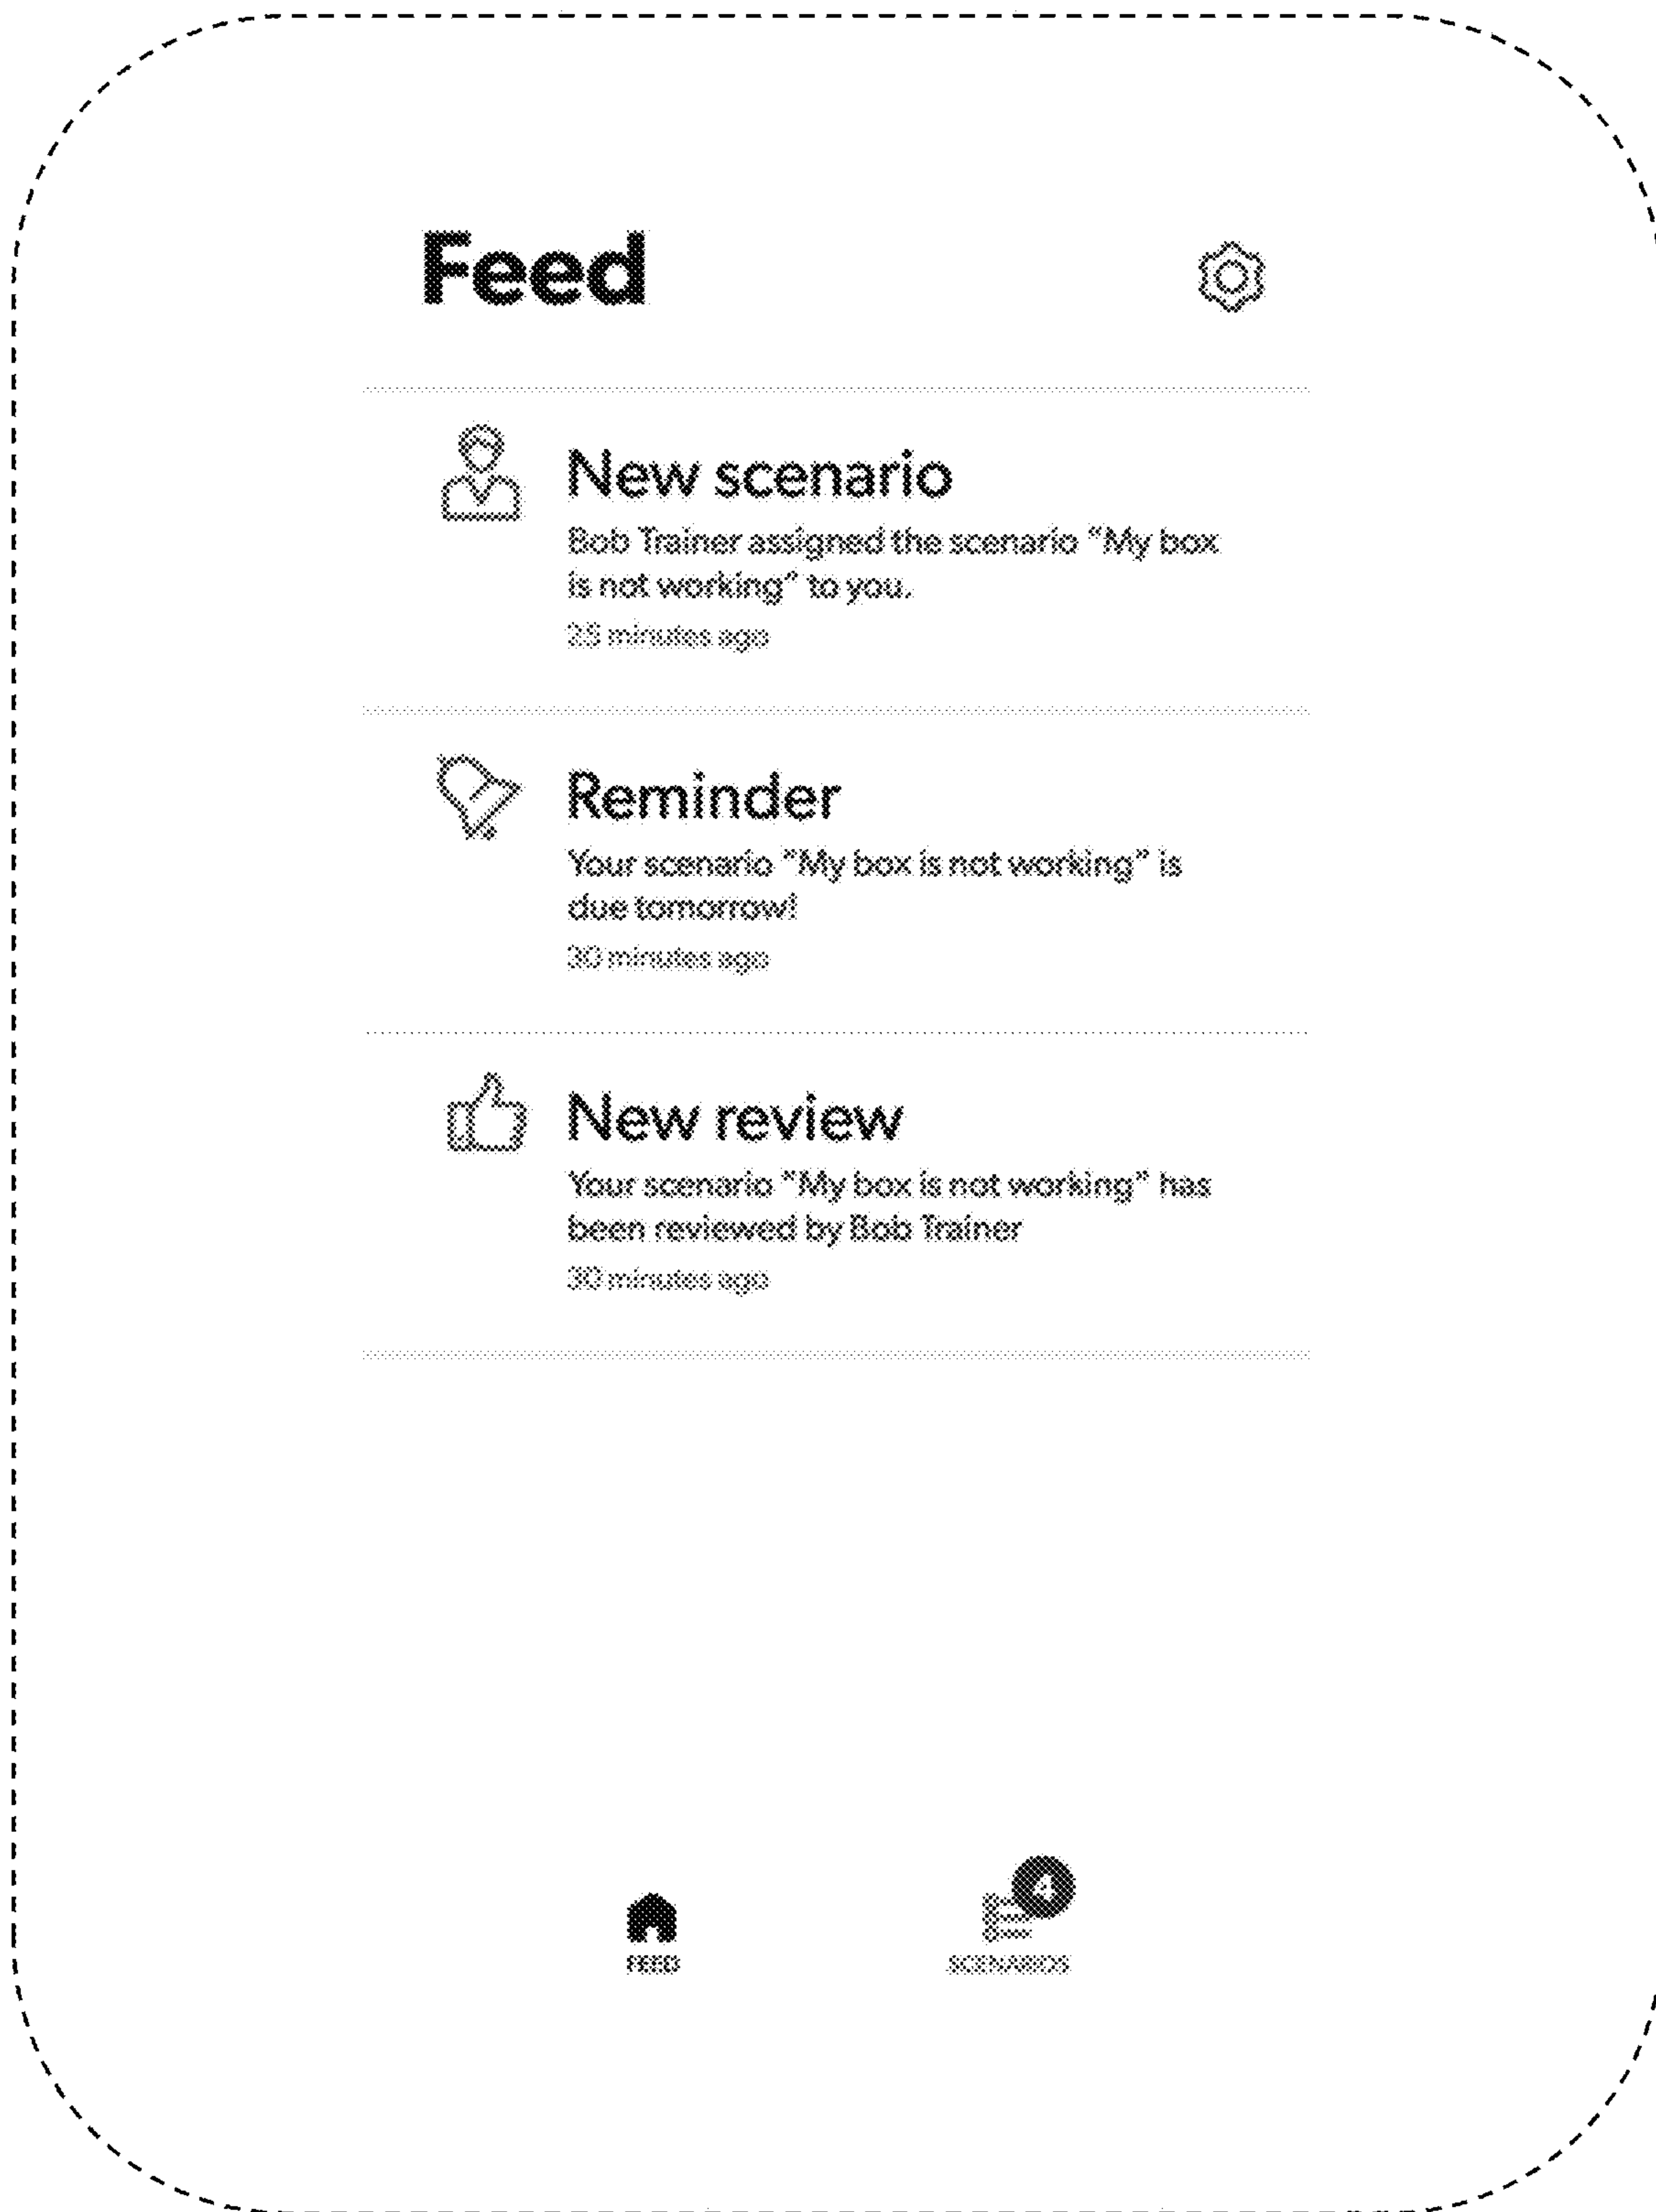 Feed
New scenario
Bob Trainer assigned the scenario “My box
is not working” to you.
25 minutes ago
Reminder
Your scenario “My box is not working” is
due tomorrow!
30 minutes ago
New review
Your scenario “My box is not working” has
been reviewed by Bob Trainer
30 minutes ago
4
FEED
SCENARIOS